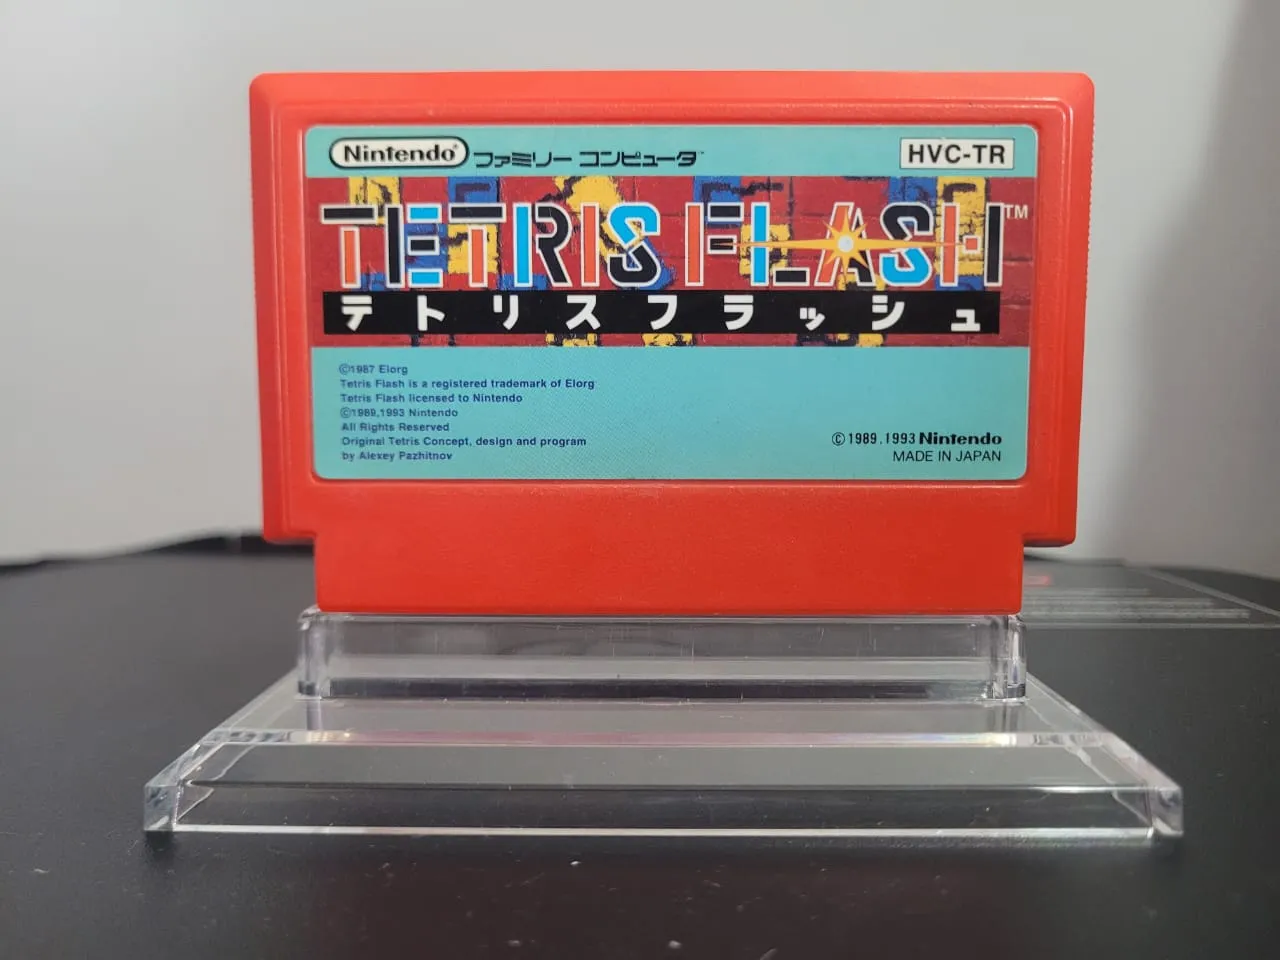 Nintendo® ファミリー コンピュータ™ HVC-TR
TETRIS FLASH™
テトリスフラッシュ
©1987 Elorg
Tetris Flash is a registered trademark of Elorg
Tetris Flash licensed to Nintendo
©1989,1993 Nintendo
All Rights Reserved
Original Tetris Concept, design and program
by Alexey Pazhitnov
©1989,1993 Nintendo
MADE IN JAPAN